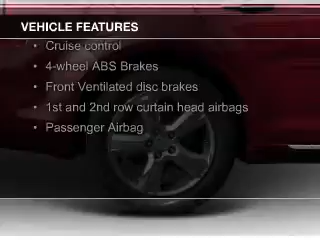 VEHICLE FEATURES
• Cruise control
• 4-wheel ABS Brakes
• Front Ventilated disc brakes
• 1st and 2nd row curtain head airbags
• Passenger Airbag